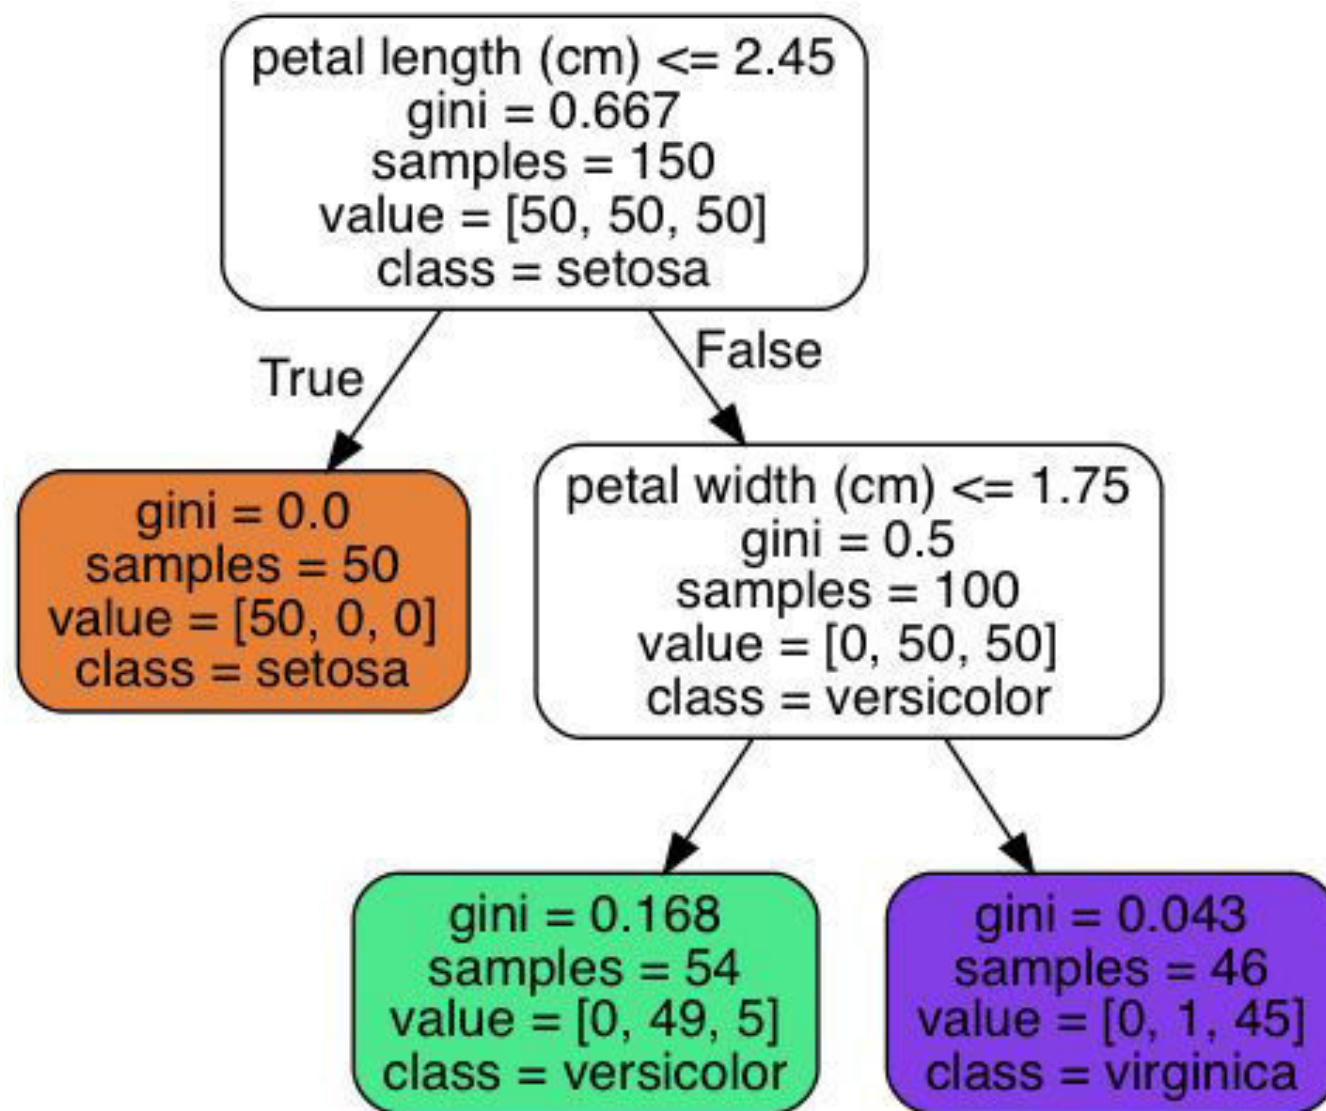 petal length (cm) <= 2.45
gini = 0.667
samples = 150
value = [50, 50, 50]
class = setosa
True
False
gini = 0.0
samples = 50
value = [50, 0, 0]
class = setosa
petal width (cm) <= 1.75
gini = 0.5
samples = 100
value = [0, 50, 50]
class = versicolor
gini = 0.168
samples = 54
value = [0, 49, 5]
class = versicolor
gini = 0.043
samples = 46
value = [0, 1, 45]
class = virginica